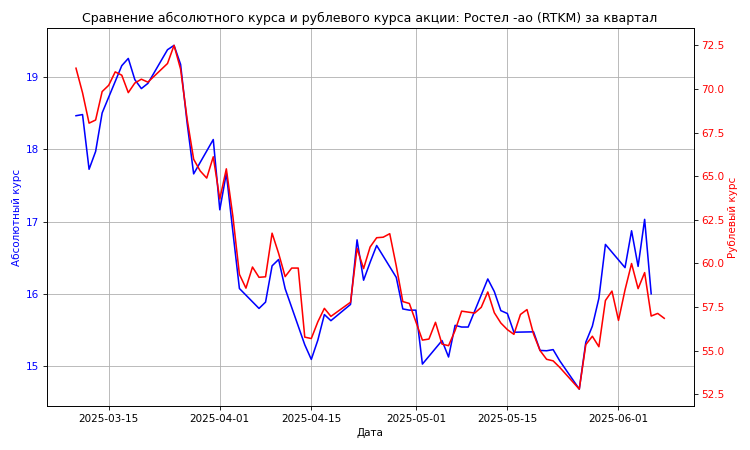 Сравнение абсолютного курса и рублевого курса акции: Ростел -ао (RTKM) за квартал
72.5
19
70.0
67.5
18
65.0
Абсолютный курс
Рублевый курс
17
62.5
60.0
16
57.5
55.0
15
52.5
2025-03-15 2025-04-01 2025-04-15 2025-05-01 2025-05-15 2025-06-01
Дата